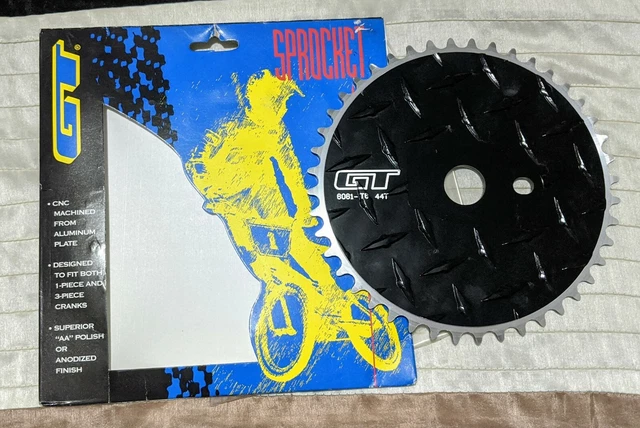 SPROCKET
GT®
• CNC
MACHINED
FROM
ALUMINUM
PLATE
• DESIGNED
TO FIT BOTH
1-PIECE AND
3-PIECE
CRANKS
• SUPERIOR
"AA" POLISH
OR
ANODIZED
FINISH
1
GT
6061-T6 44T